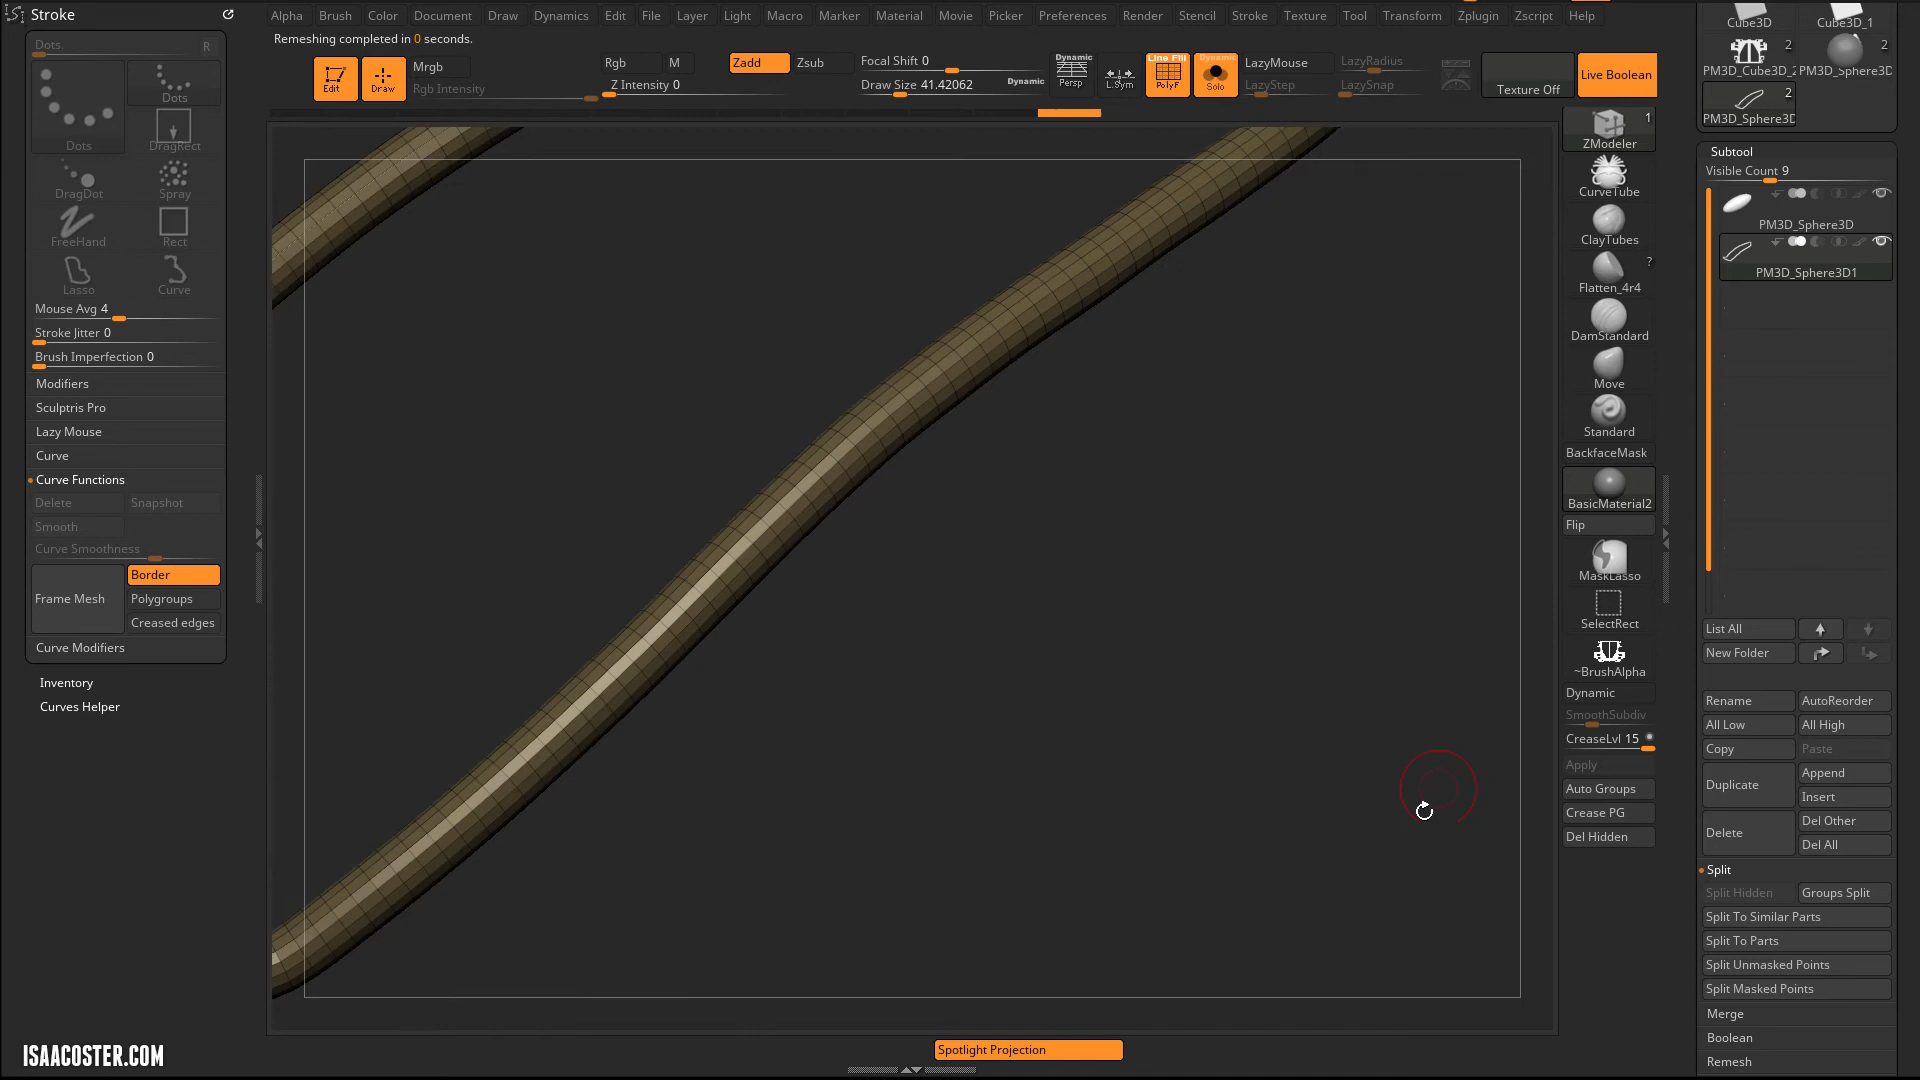 Stroke
Alpha Brush Color Document Draw Dynamics Edit File Layer Light Macro Marker Material Movie Picker Preferences Render Stencil Stroke Texture Tool Transform Zplugin Zscript Help
Remeshing completed in 0 seconds.
Dots. R
Dots
Dots
DragRect
DragDot Spray
FreeHand Rect
Lasso Curve
Mouse Avg 4
Stroke Jitter 0
Brush Imperfection 0
Modifiers
Sculptris Pro
Lazy Mouse
Curve
Curve Functions
Delete Snapshot
Smooth
Curve Smoothness
Frame Mesh
Border
Polygroups
Creased edges
Curve Modifiers
Inventory
Curves Helper
Edit
Draw
Mrgb
Rgb Intensity
Rgb M
Z Intensity 0
Zadd Zsub
Focal Shift 0
Draw Size 41.42062
Dynamic
Dynamic
Persp
L.Sym
Line Fill
PolyF
Dynamic
Solo
LazyMouse LazyRadius
LazyStep LazySnap
Texture Off
Live Boolean
1
ZModeler
CurveTube
ClayTubes
?
Flatten_4r4
DamStandard
Move
Standard
BackfaceMask
BasicMaterial2
Flip
MaskLasso
SelectRect
~BrushAlpha
Dynamic
SmoothSubdiv
CreaseLvl 15
Apply
Auto Groups
Crease PG
Del Hidden
Cube3D Cube3D_1
2 2
PM3D_Cube3D_2 PM3D_Sphere3D
2
PM3D_Sphere3D
Subtool
Visible Count 9
PM3D_Sphere3D
PM3D_Sphere3D1
List All
New Folder
Rename AutoReorder
All Low All High
Copy Paste
Duplicate
Append
Insert
Delete
Del Other
Del All
Split
Split Hidden Groups Split
Split To Similar Parts
Split To Parts
Split Unmasked Points
Split Masked Points
Merge
Boolean
Remesh
Spotlight Projection
ISAACOSTER.COM